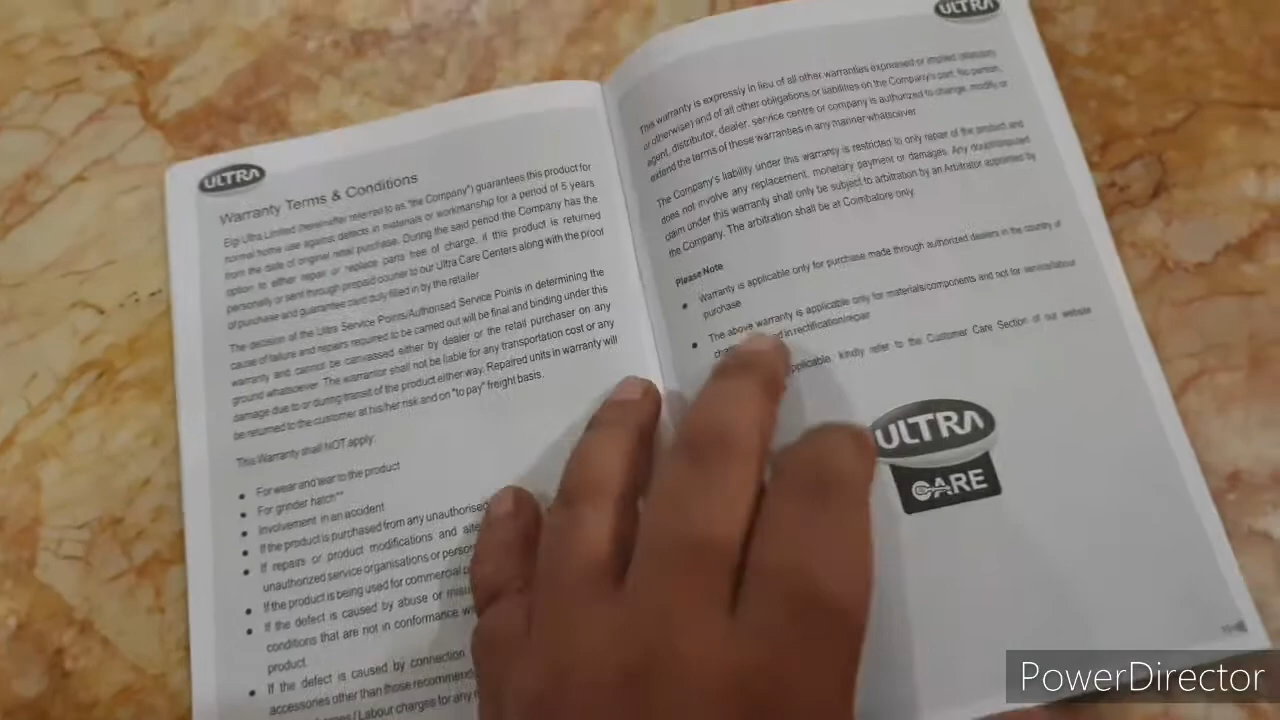 ULTRA
Warranty Terms & Conditions
Elgi Ultra Limited (hereinafter referred to as "the Company") guarantees this product for
normal home use against defects in materials or workmanship for a period of 5 years
from the date of original retail purchase. During the said period the Company has the
option to either repair or replace parts free of charge, if this product is returned
personally or sent through prepaid courier to our Ultra Care Centers along with the proof
of purchase and guarantee card duly filled in by the retailer
The decision of the Ultra Service Points/Authorised Service Points in determining the
cause of failure and repairs required to be carried out will be final and binding under this
warranty and cannot be canvassed either by dealer or the retail purchaser on any
ground whatsoever. The warrantor shall not be liable for any transportation cost or any
damage due to or during transit of the product either way. Repaired units in warranty will
be returned to the customer at his/her risk and on "to pay" freight basis.
This Warranty shall NOT apply:
• For wear and tear to the product
• For grinder hatch**
• Involvement in an accident
• If the product is purchased from any unauthorised
• If repairs or product modifications and
unauthorized service organisations or
• If the product is being used for commercial
• If the defect is caused by abuse or
conditions that are not in conformance
product.
• If the defect is caused by connection
accessories other than those
/ Labour charges for any
ULTRA
This warranty is expressly in lieu of all other warranties expressed or implied (statutory
or otherwise) and of all other obligations or liabilities on the Company's part. No person,
agent, distributor, dealer, service centre or company is authorized to change, modify or
extend the terms of these warranties in any manner whatsoever
The Company's liability under this warranty is restricted to only repair of the product and
does not involve any replacement, monetary payment or damages. Any doubt/disputed
claim under this warranty shall only be subject to arbitration by an Arbitrator appointed by
the Company. The arbitration shall be at Coimbatore only.
Please Note
• Warranty is applicable only for purchase made through authorized dealers in the country of
purchase
• The above warranty is applicable only for materials/components and not for service/labour
in rectification/repair
applicable, kindly refer to the Customer Care Section of our website
ULTRA
CARE
PowerDirector